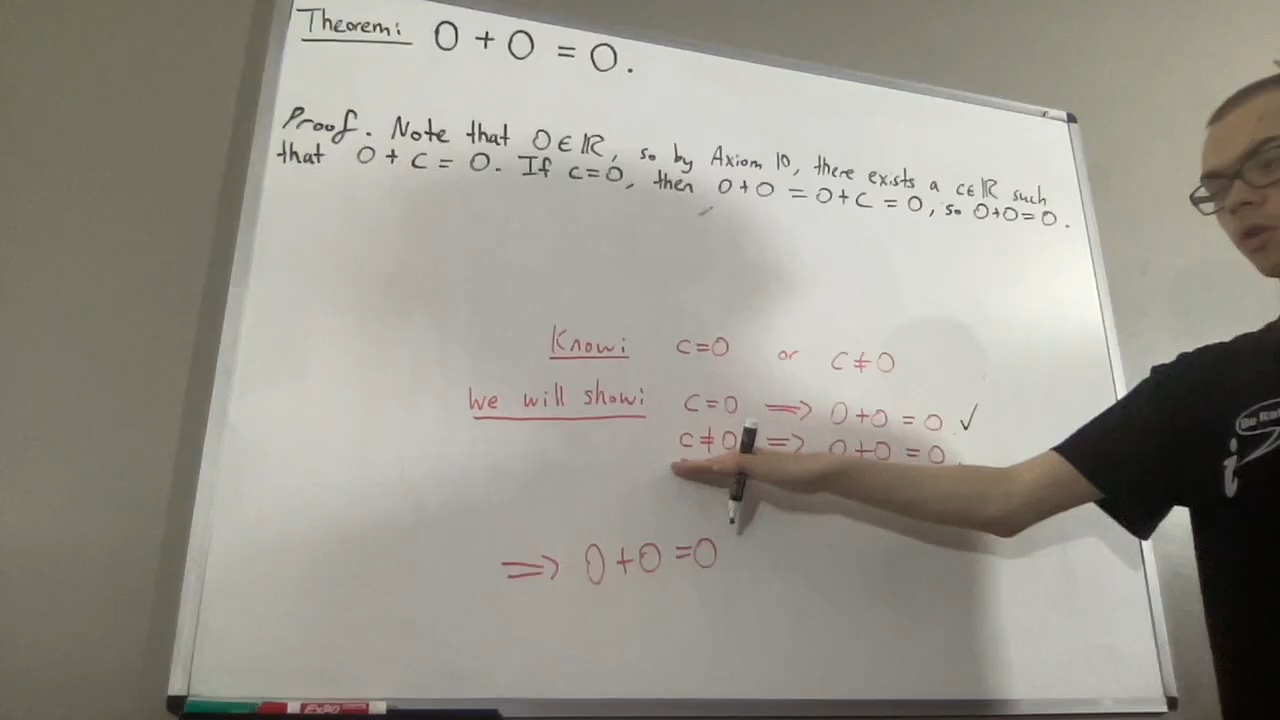 Theorem: 0 + 0 = 0.
Proof. Note that 0 ∈ ℝ, so by Axiom 10, there exists a c∈ℝ such
that 0 + c = 0. If c=0, then 0+0 = 0+c = 0, so 0+0=0.
Know: c=0 or c≠0
We will show: c=0 ⟹ 0+0=0. ✓
c≠0 ⟹ 0+0=0.
⟹ 0+0=0
EXPO
i